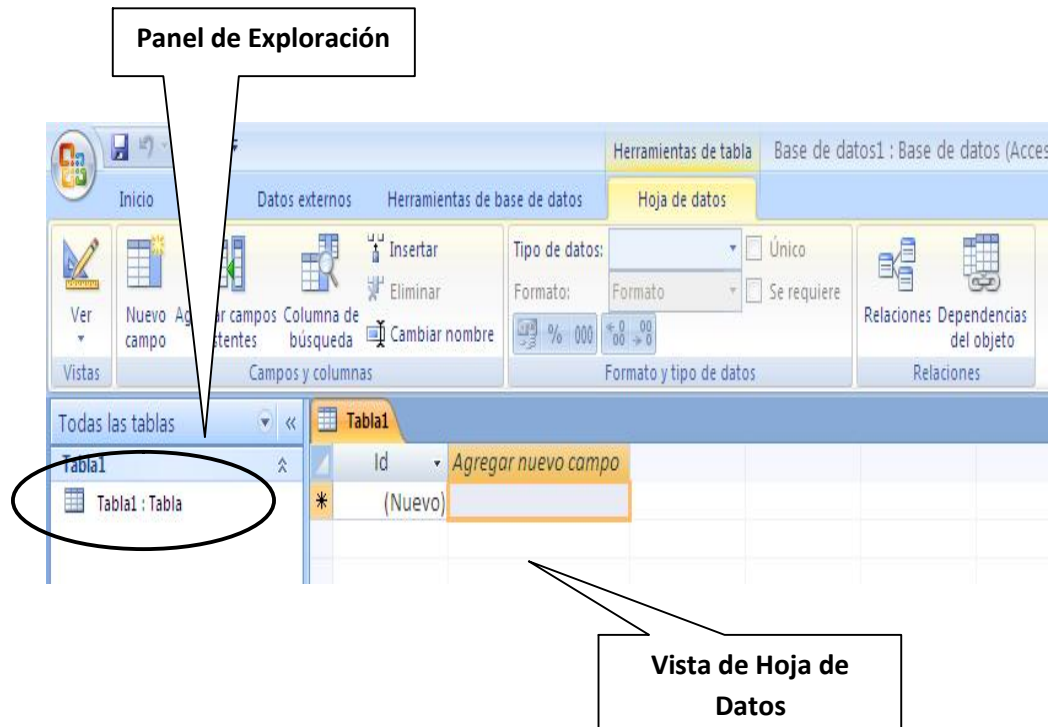 Panel de Exploración
Herramientas de tabla Base de datos1 : Base de datos (Acces
Inicio Datos externos Herramientas de base de datos Hoja de datos
Insertar Tipo de datos: Único
Eliminar Formato: Formato Se requiere
Ver Nuevo campos Columna de Cambiar nombre % 000 Relaciones Dependencias
campo búsqueda del objeto
Vistas Campos y columnas Formato y tipo de datos Relaciones
Todas las tablas « Tabla1
Tabla1 Id Agregar nuevo campo
Tabla1 : Tabla * (Nuevo)
Vista de Hoja de
Datos